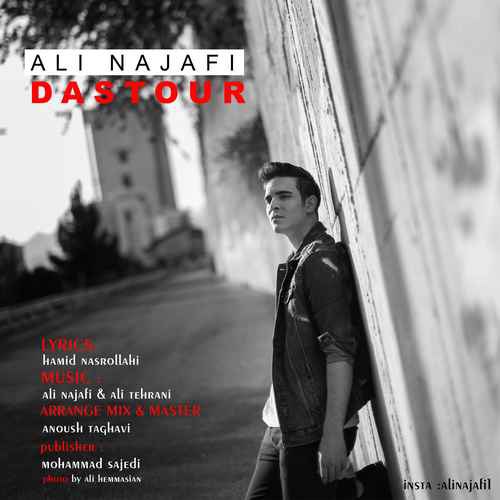 ALI NAJAFI
DASTOUR
LYRICS:
hamid nasrollahi
MUSIC :
ali najafi & ali tehrani
ARRANGE MIX & MASTER
anoush taghavi
publisher :
mohammad sajedi
photo by ali hemmasian
insta :alinajafi1